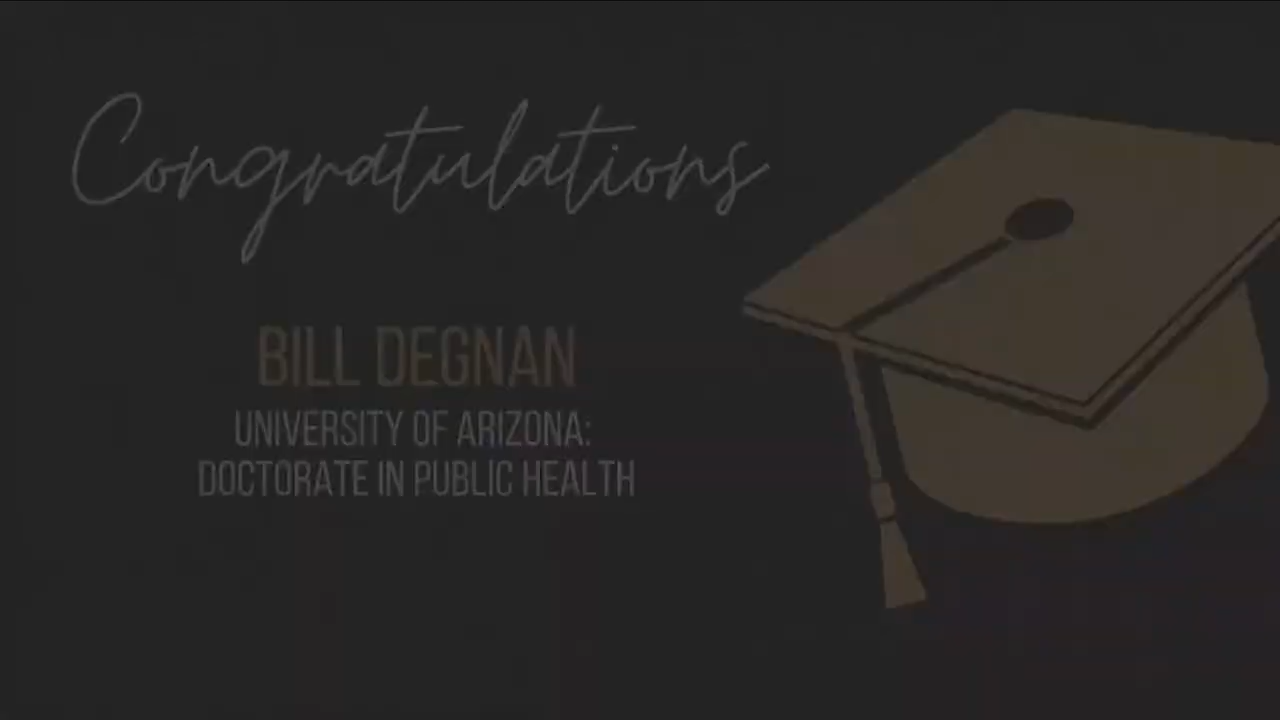 Congratulations
BILL DEGNAN
UNIVERSITY OF ARIZONA:
DOCTORATE IN PUBLIC HEALTH